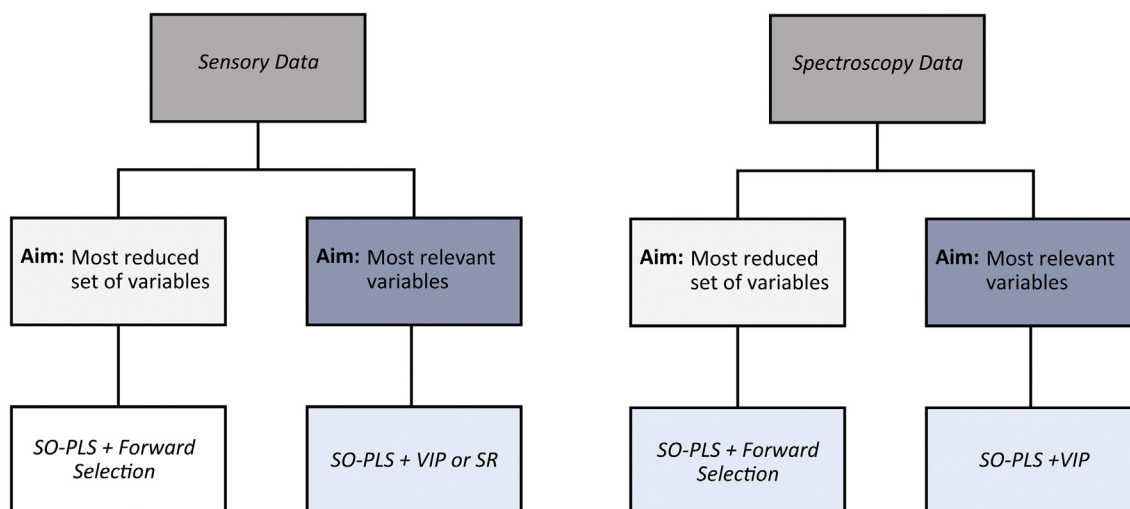 Sensory Data
Spectroscopy Data
Aim: Most reduced
set of variables
Aim: Most relevant
variables
Aim: Most reduced
set of variables
Aim: Most relevant
variables
SO-PLS + Forward
Selection
SO-PLS + VIP or SR
SO-PLS + Forward
Selection
SO-PLS +VIP